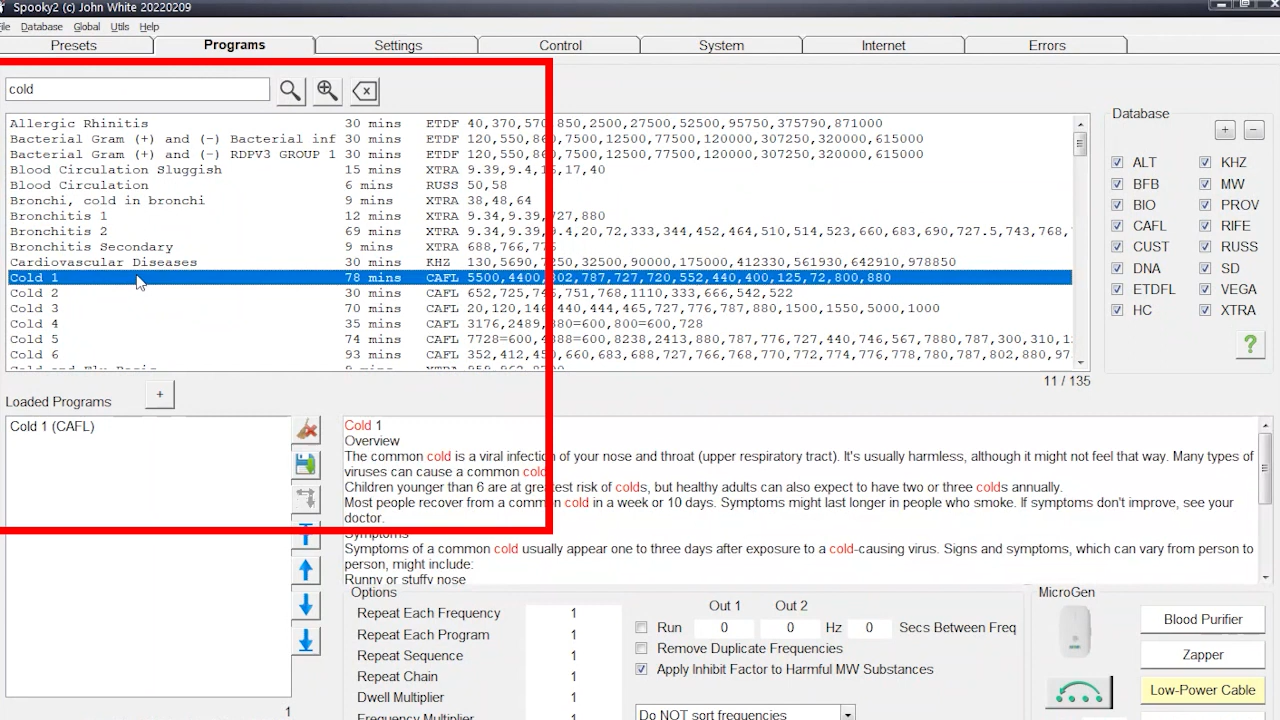 Spooky2 (c) John White 20220209
File Database Global Utils Help
Presets Programs Settings Control System Internet Errors
cold
Allergic Rhinitis 30 mins ETDF 40,370,570,850,2500,27500,52500,95750,375790,871000
Bacterial Gram (+) and (-) Bacterial inf 30 mins ETDF 120,550,860,7500,12500,77500,120000,307250,320000,615000
Bacterial Gram (+) and (-) RDPV3 GROUP 1 30 mins ETDF 120,550,860,7500,12500,77500,120000,307250,320000,615000
Blood Circulation Sluggish 15 mins XTRA 9.39,9.4,15,17,40
Blood Circulation 6 mins RUSS 50,58
Bronchi, cold in bronchi 9 mins XTRA 38,48,64
Bronchitis 1 12 mins XTRA 9.34,9.39,727,880
Bronchitis 2 69 mins XTRA 9.34,9.39,9.4,20,72,333,344,452,464,510,514,522,660,683,690,727.5,743,768,
Bronchitis Secondary 9 mins XTRA 688,766,776
Cardiovascular Diseases 30 mins KHZ 130,5690,7250,32500,90000,175000,412330,561930,642910,978850
Cold 1 78 mins CAFL 5500,4400,802,787,727,720,552,440,400,125,72,800,880
Cold 2 30 mins CAFL 652,725,746,751,768,1110,333,666,542,522
Cold 3 70 mins CAFL 20,120,146,440,444,465,727,776,787,880,1500,1550,5000,1000
Cold 4 35 mins CAFL 3176,2489,880=600,800=600,728
Cold 5 74 mins CAFL 7728=600,4888=600,8238,2413,880,787,776,727,440,746,567,7880,787,300,310,1
Cold 6 93 mins CAFL 352,412,450,660,683,688,727,766,768,770,772,774,776,778,780,787,802,880,97
11 / 135
Database
+ −
ALT KHZ
BFB MW
BIO PROV
CAFL RIFE
CUST RUSS
DNA SD
ETDFL VEGA
HC XTRA
?
Loaded Programs +
Cold 1 (CAFL)
1
Cold 1
Overview
The common cold is a viral infection of your nose and throat (upper respiratory tract). It's usually harmless, although it might not feel that way. Many types of
viruses can cause a common cold.
Children younger than 6 are at greatest risk of colds, but healthy adults can also expect to have two or three colds annually.
Most people recover from a common cold in a week or 10 days. Symptoms might last longer in people who smoke. If symptoms don't improve, see your
doctor.
Symptoms
Symptoms of a common cold usually appear one to three days after exposure to a cold-causing virus. Signs and symptoms, which can vary from person to
person, might include:
Runny or stuffy nose
Options
Repeat Each Frequency 1
Repeat Each Program 1
Repeat Sequence 1
Repeat Chain 1
Dwell Multiplier 1
Frequency Multiplier 1
Out 1 Out 2
Run 0 0 Hz 0 Secs Between Freq
Remove Duplicate Frequencies
Apply Inhibit Factor to Harmful MW Substances
Do NOT sort frequencies
MicroGen
Blood Purifier
Zapper
Low-Power Cable